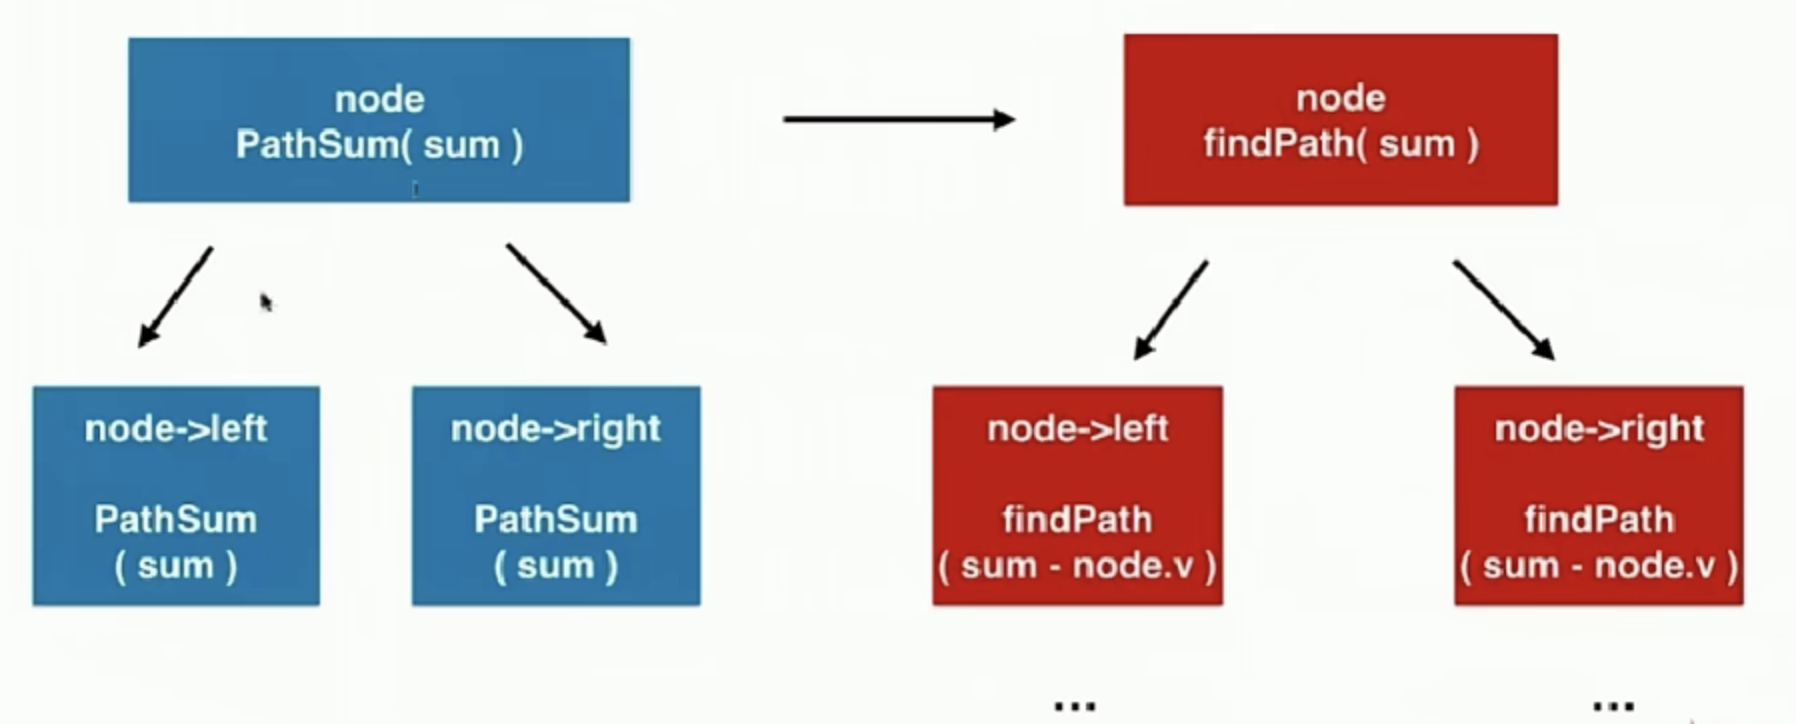 node
PathSum( sum )
node
findPath( sum )
node->left
PathSum
( sum )
node->right
PathSum
( sum )
node->left
findPath
( sum - node.v )
node->right
findPath
( sum - node.v )
...
...